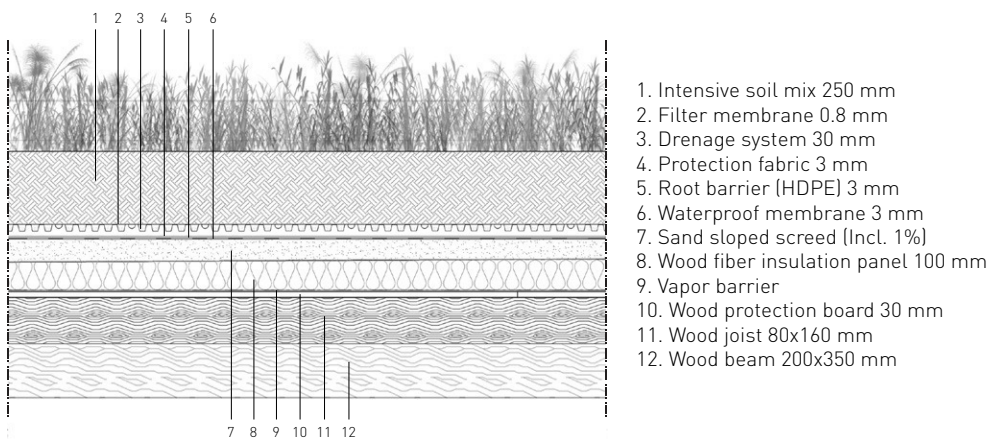 1 2 3 4 5 6
1. Intensive soil mix 250 mm
2. Filter membrane 0.8 mm
3. Drenage system 30 mm
4. Protection fabric 3 mm
5. Root barrier (HDPE) 3 mm
6. Waterproof membrane 3 mm
7. Sand sloped screed (Incl. 1%)
8. Wood fiber insulation panel 100 mm
9. Vapor barrier
10. Wood protection board 30 mm
11. Wood joist 80x160 mm
12. Wood beam 200x350 mm
7 8 9 10 11 12